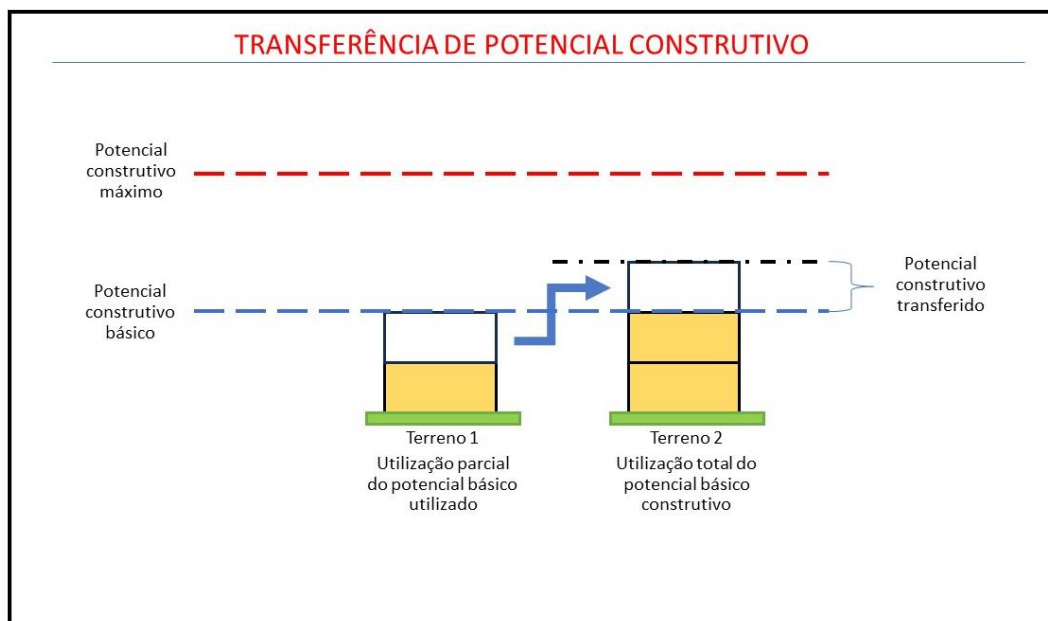 TRANSFERÊNCIA DE POTENCIAL CONSTRUTIVO
Potencial
construtivo
máximo
Potencial
construtivo
básico
Potencial
construtivo
transferido
Terreno 1
Utilização parcial
do potencial básico
utilizado
Terreno 2
Utilização total do
potencial básico
construtivo